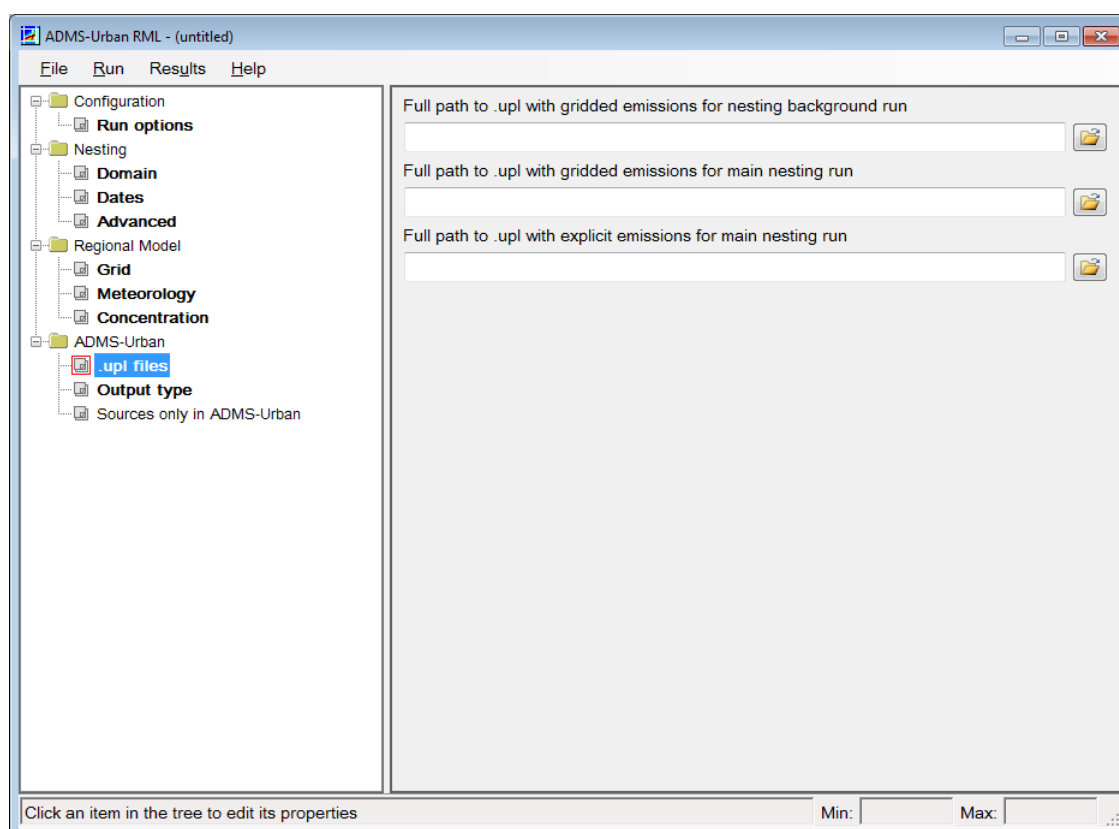 ADMS-Urban RML - (untitled)
File Run Results Help
Configuration
Run options
Nesting
Domain
Dates
Advanced
Regional Model
Grid
Meteorology
Concentration
ADMS-Urban
.upl files
Output type
Sources only in ADMS-Urban
Full path to .upl with gridded emissions for nesting background run
Full path to .upl with gridded emissions for main nesting run
Full path to .upl with explicit emissions for main nesting run
Click an item in the tree to edit its properties
Min:
Max: